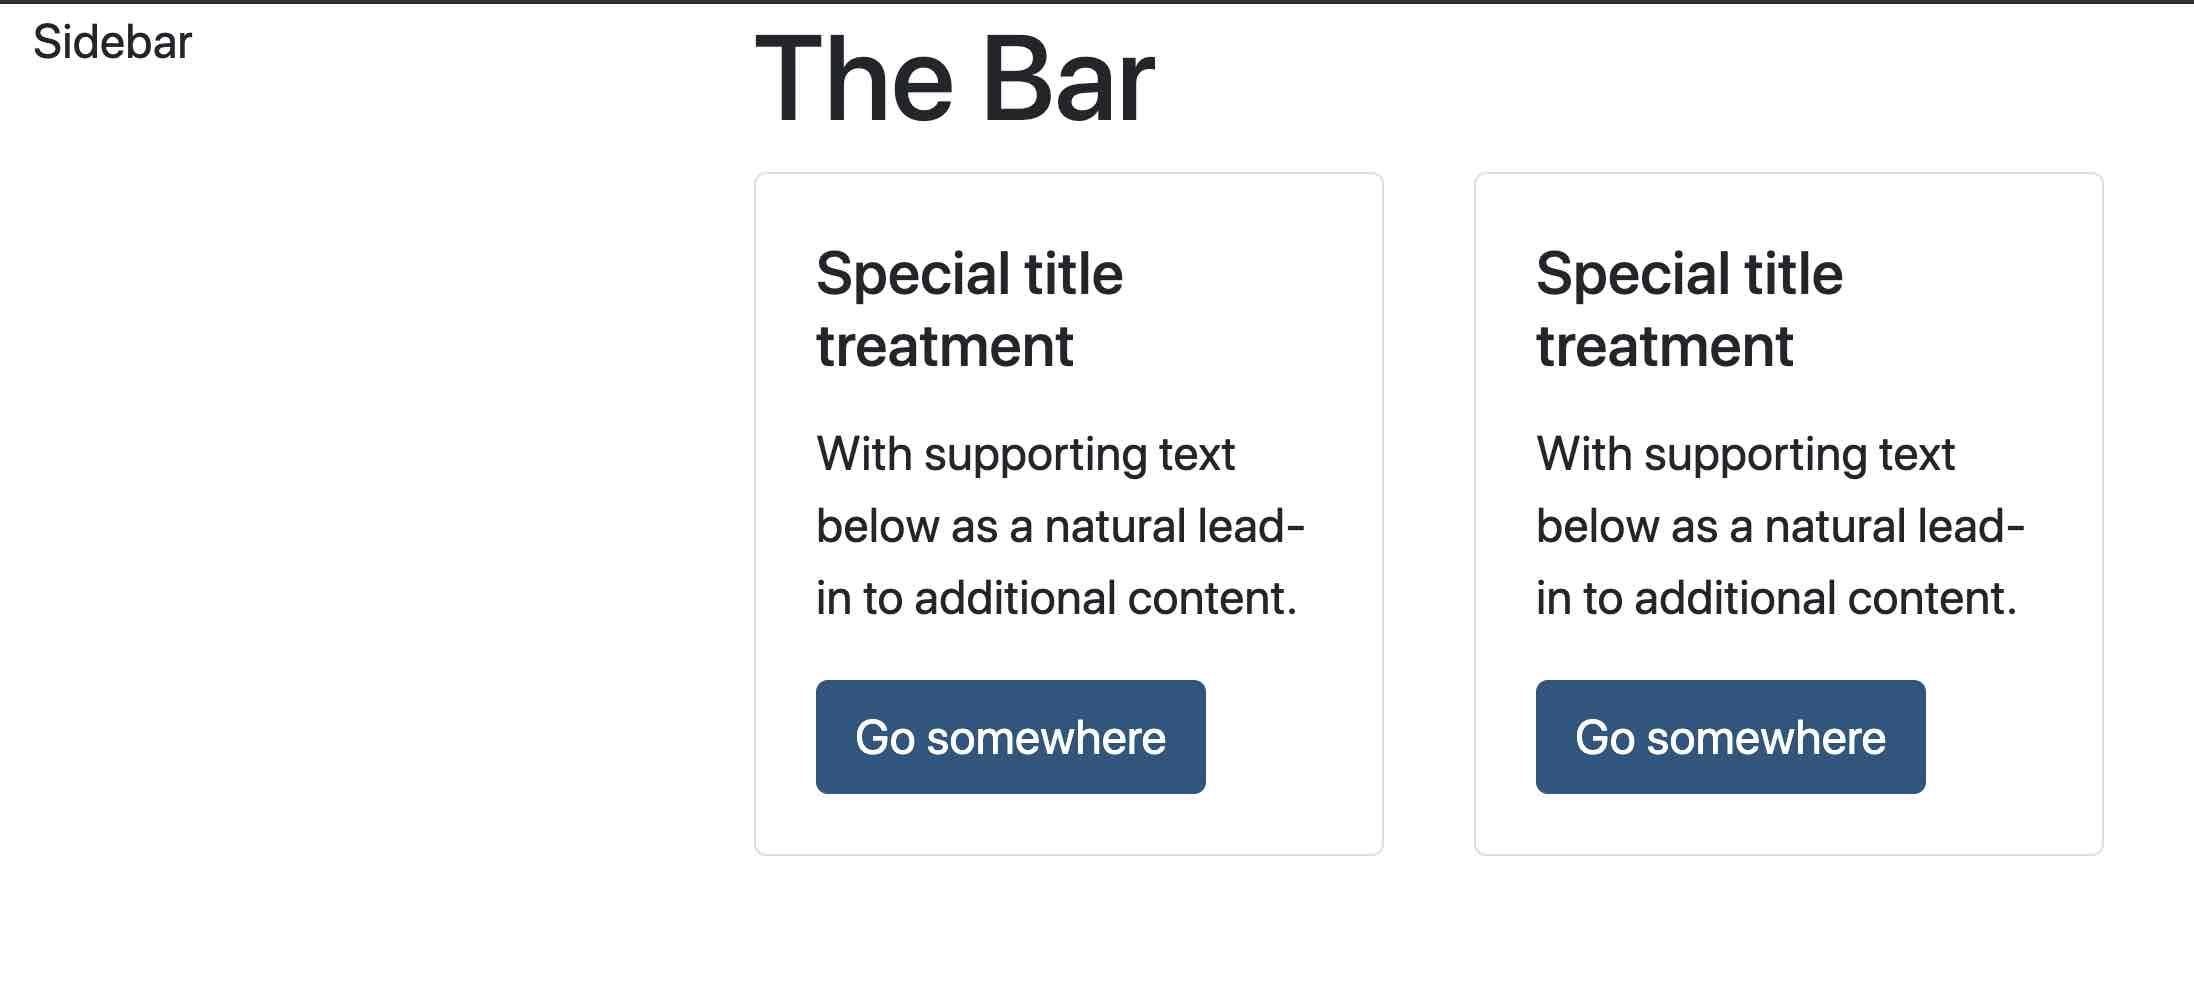 Sidebar
The Bar
Special title
treatment
With supporting text
below as a natural lead-
in to additional content.
Go somewhere
Special title
treatment
With supporting text
below as a natural lead-
in to additional content.
Go somewhere